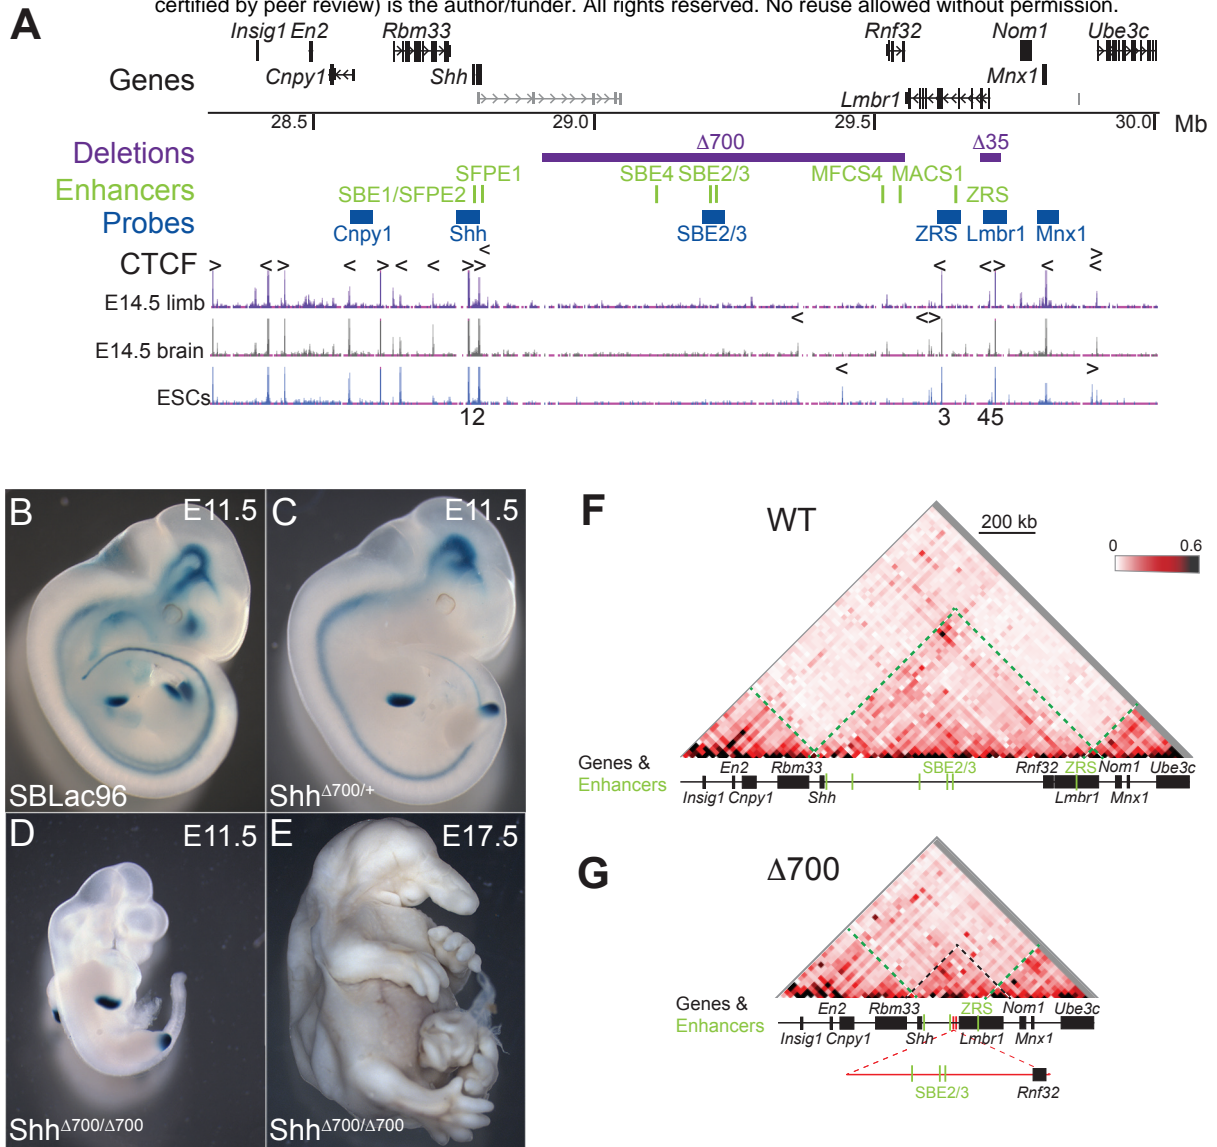 certified by peer review) is the author/funder. All rights reserved. No reuse allowed without permission.
A
Insig1 En2 Rbm33 Rnf32 Nom1 Ube3c
Genes Cnpy1 Shh Mnx1
Lmbr1
28.5 29.0 29.5 30.0 Mb
Deletions Δ700 Δ35
SFPE1 SBE4 SBE2/3 MFCS4 MACS1
Enhancers SBE1/SFPE2 ZRS
Probes
Cnpy1 Shh SBE2/3 ZRS Lmbr1 Mnx1
<	>
CTCF > < > < > < < > > < < > < <
E14.5 limb
< < >
E14.5 brain
< >
ESCs
12 3 45
B E11.5 C E11.5
SBLac96 ShhΔ700/+
D E11.5 E E17.5
ShhΔ700/Δ700 ShhΔ700/Δ700
F WT 200 kb
0 0.6
Genes & En2 Rbm33 SBE2/3 Rnf32 ZRS Nom1 Ube3c
Enhancers
Insig1 Cnpy1 Shh Lmbr1 Mnx1
G Δ700
Genes & En2 Rbm33 ZRS Nom1 Ube3c
Enhancers
Insig1 Cnpy1 Shh Lmbr1 Mnx1
SBE2/3 Rnf32